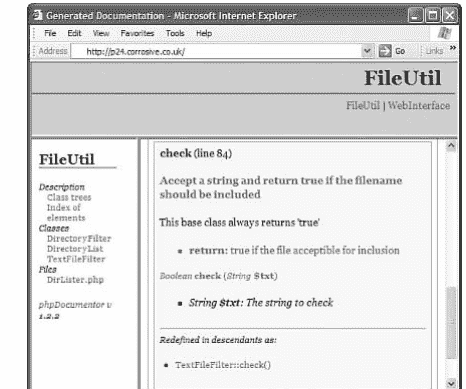 Generated Documentation - Microsoft Internet Explorer
File Edit View Favorites Tools Help
Address http://p24.corrosive.co.uk/ Go Links »
FileUtil
FileUtil | WebInterface
FileUtil
Description
Class trees
Index of
elements
Classes
DirectoryFilter
DirectoryList
TextFileFilter
Files
DirLister.php
phpDocumentor v
1.2.2
check (line 84)
Accept a string and return true if the filename
should be included
This base class always returns 'true'
• return: true if the file acceptible for inclusion
Boolean check (String $txt)
• String $txt: The string to check
Redefined in descendants as:
• TextFileFilter::check()